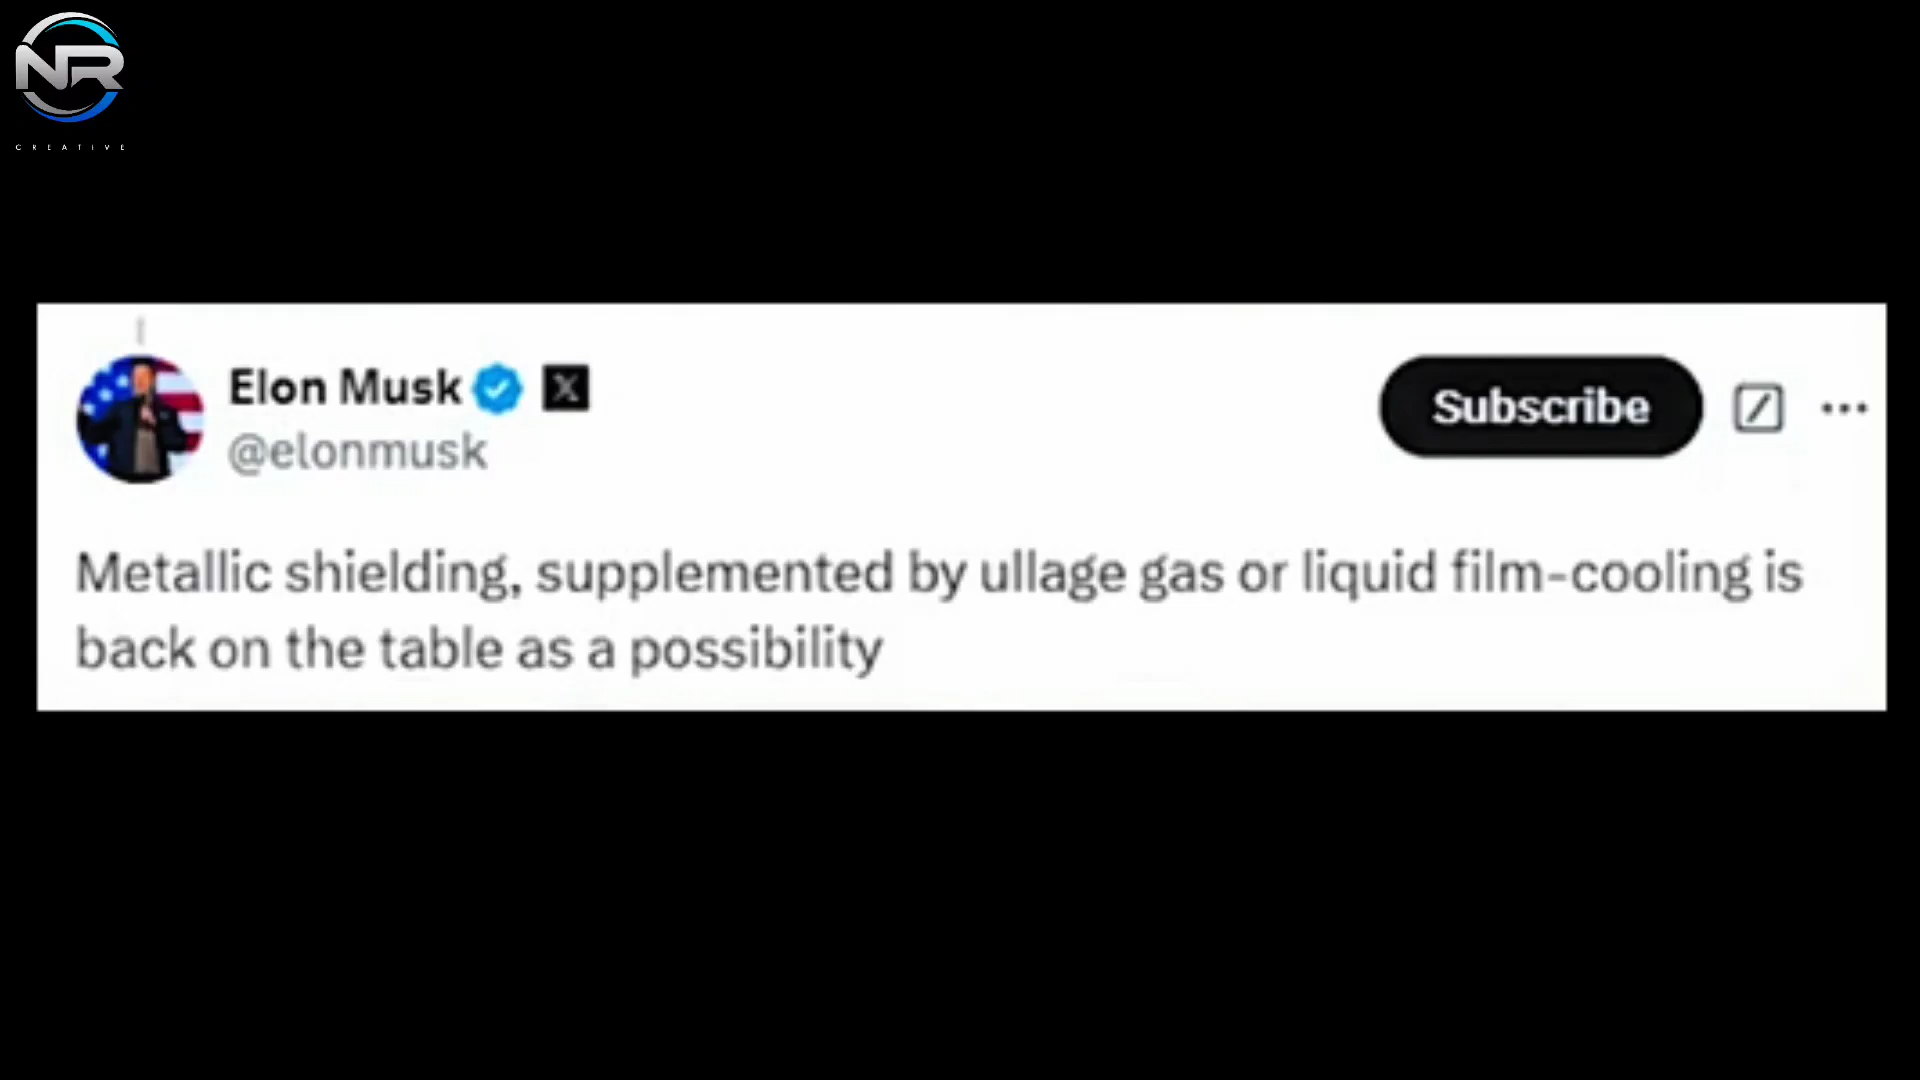 NR
CREATIVE
Elon Musk
@elonmusk
Subscribe
Metallic shielding, supplemented by ullage gas or liquid film-cooling is
back on the table as a possibility